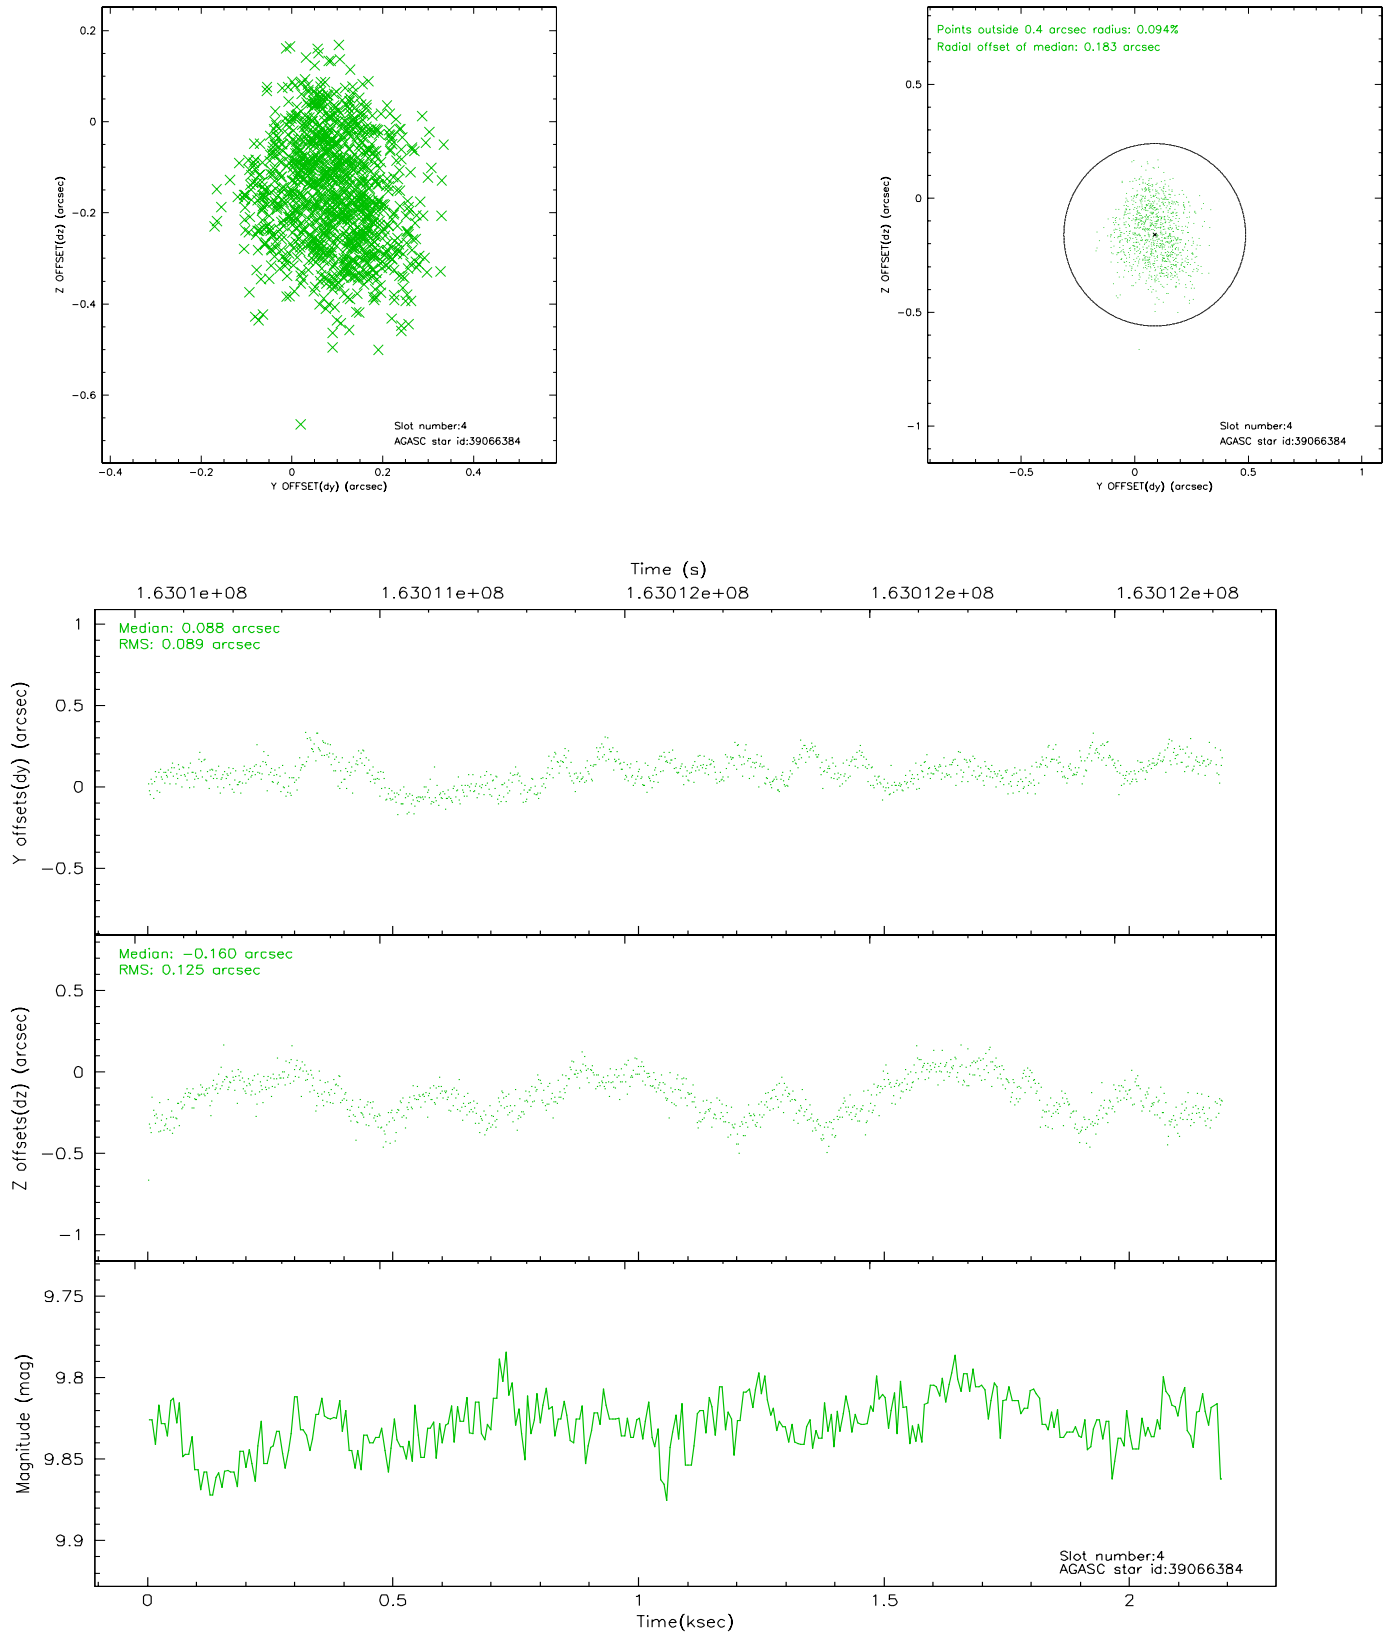 0.2
0
−0.2
−0.4
−0.6
Z OFFSET(dz) (arcsec)
Slot number:4
AGASC star id:39066384
−0.4 −0.2 0 0.2 0.4
Y OFFSET(dy) (arcsec)
Points outside 0.4 arcsec radius: 0.094%
Radial offset of median: 0.183 arcsec
0.5
0
−0.5
−1
Z OFFSET(dz) (arcsec)
Slot number:4
AGASC star id:39066384
−0.5 0 0.5 1
Y OFFSET(dy) (arcsec)
Time (s)
1.6301e+08 1.63011e+08 1.63012e+08 1.63012e+08 1.63012e+08
Median: 0.088 arcsec
RMS: 0.089 arcsec
1
0.5
0
−0.5
Y offsets(dy) (arcsec)
Median: −0.160 arcsec
RMS: 0.125 arcsec
0.5
0
−0.5
−1
Z offsets(dz) (arcsec)
9.75
9.8
9.85
9.9
Magnitude (mag)
Slot number:4
AGASC star id:39066384
0 0.5 1 1.5 2
Time(ksec)